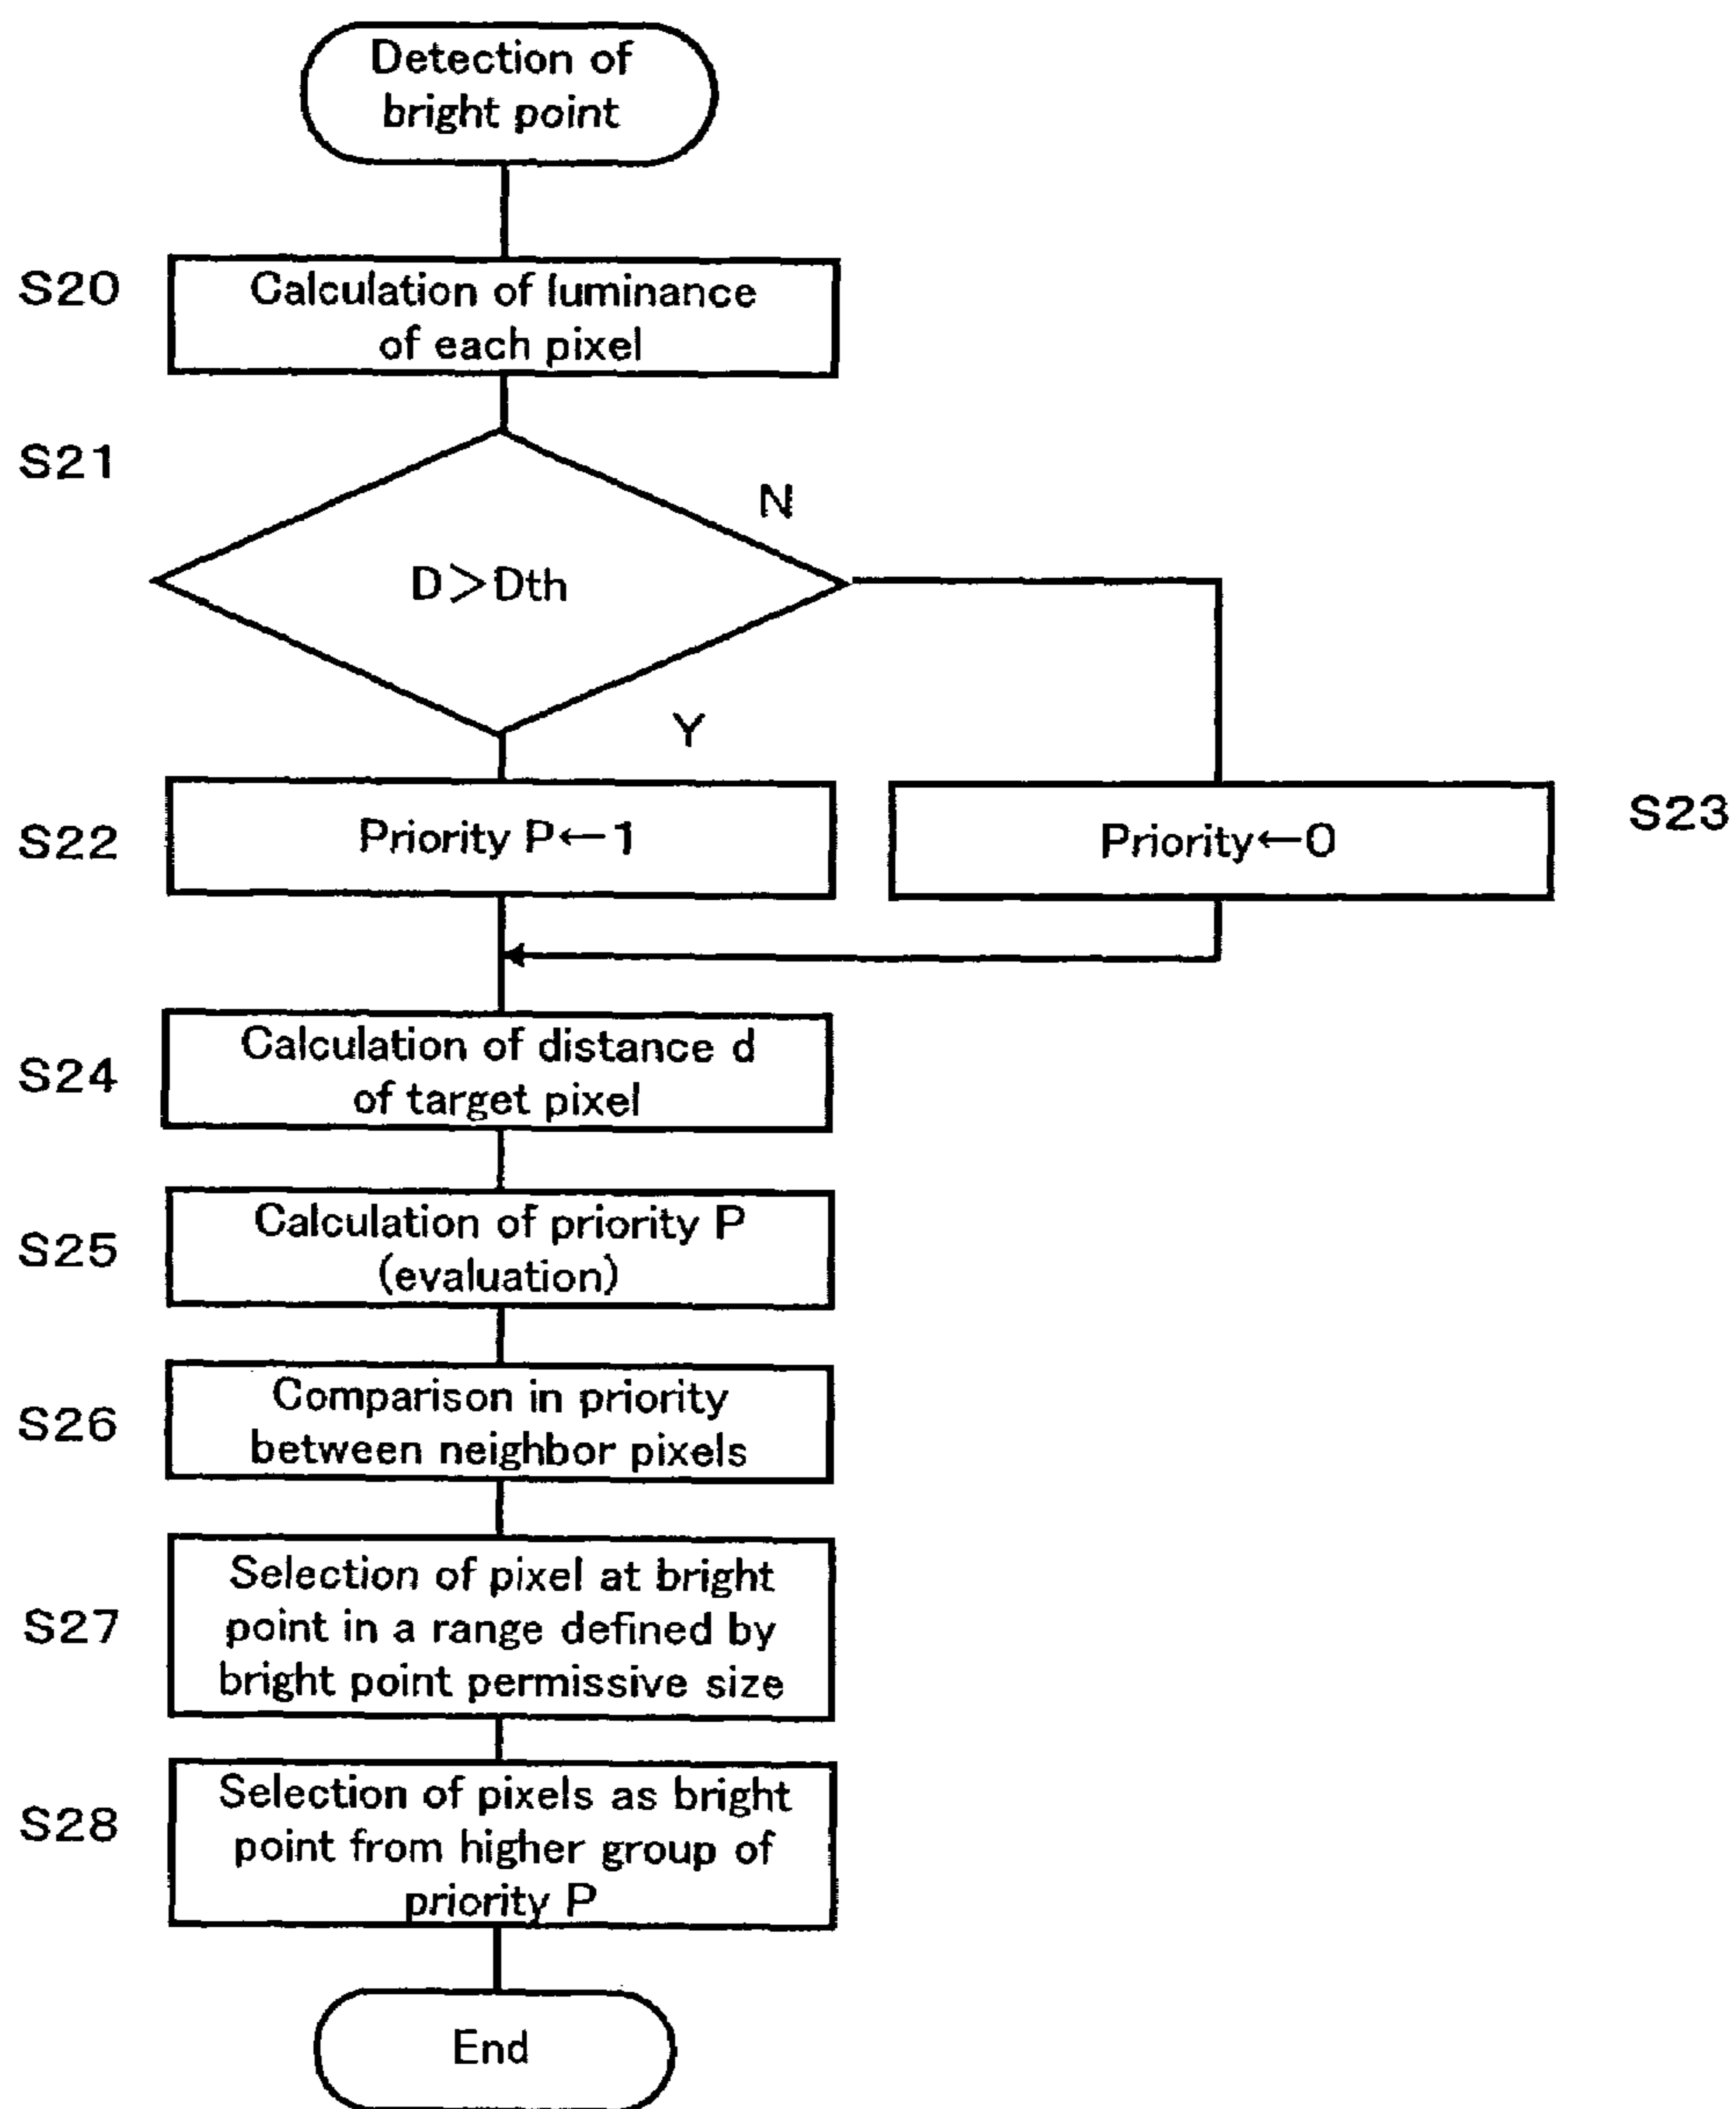 Detection of
bright point
S20
Calculation of luminance
of each pixel
S21
N
D>Dth
Y
S22
Priority P←1
Priority←0
S23
S24
Calculation of distance d
of target pixel
S25
Calculation of priority P
(evaluation)
S26
Comparison in priority
between neighbor pixels
S27
Selection of pixel at bright
point in a range defined by
bright point permissive size
S28
Selection of pixels as bright
point from higher group of
priority P
End